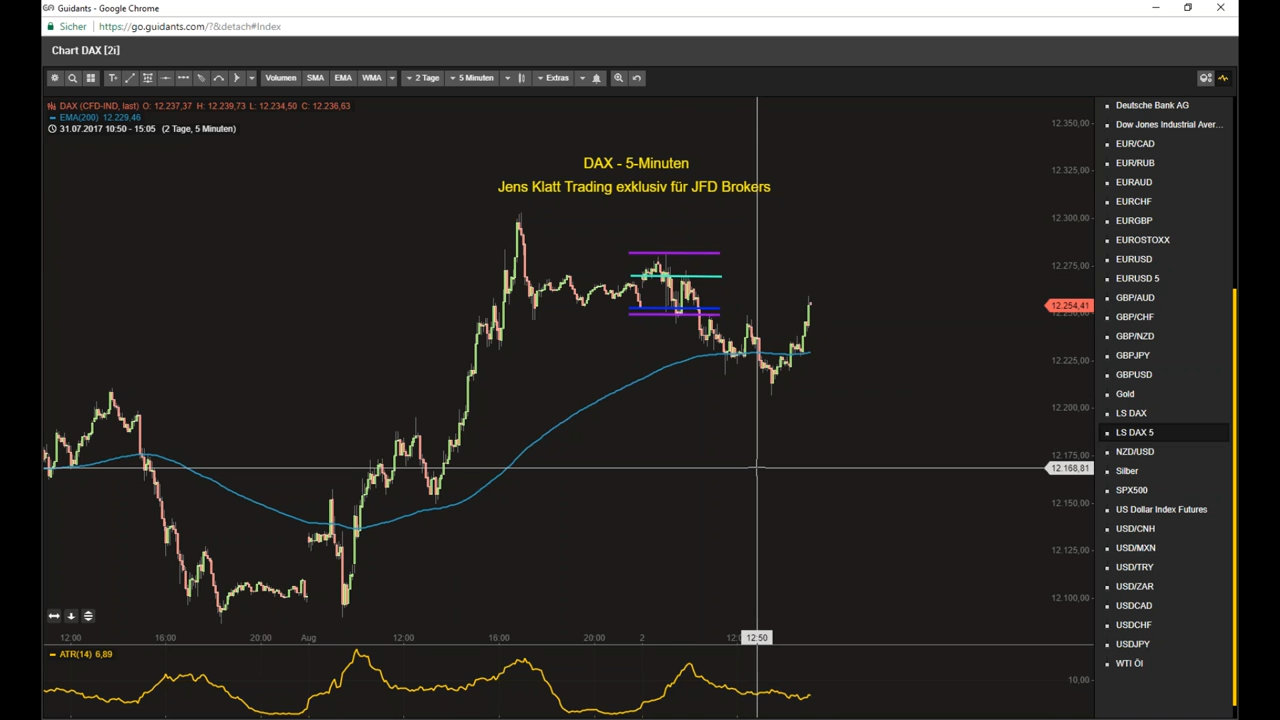 Guidants - Google Chrome
Sicher https://go.guidants.com/?&detach#Index
Chart DAX [2i]
T+ Volumen SMA EMA WMA 2 Tage 5 Minuten Extras
DAX (CFD-IND, last) O: 12.237,37 H: 12.239,73 L: 12.234,50 C: 12.236,63
EMA(200) 12.229,46
31.07.2017 10:50 - 15:05 (2 Tage, 5 Minuten)
DAX - 5-Minuten
Jens Klatt Trading exklusiv für JFD Brokers
12.350,00
12.325,00
12.300,00
12.275,00
12.254,41
12.225,00
12.200,00
12.175,00
12.168,81
12.150,00
12.125,00
12.100,00
12:00 16:00 20:00 Aug 12:00 16:00 20:00 2 12:50
ATR(14) 6,89
10,00
Deutsche Bank AG
Dow Jones Industrial Aver...
EUR/CAD
EUR/RUB
EURAUD
EURCHF
EURGBP
EUROSTOXX
EURUSD
EURUSD 5
GBP/AUD
GBP/CHF
GBP/NZD
GBPJPY
GBPUSD
Gold
LS DAX
LS DAX 5
NZD/USD
Silber
SPX500
US Dollar Index Futures
USD/CNH
USD/MXN
USD/TRY
USD/ZAR
USDCAD
USDCHF
USDJPY
WTI Öl